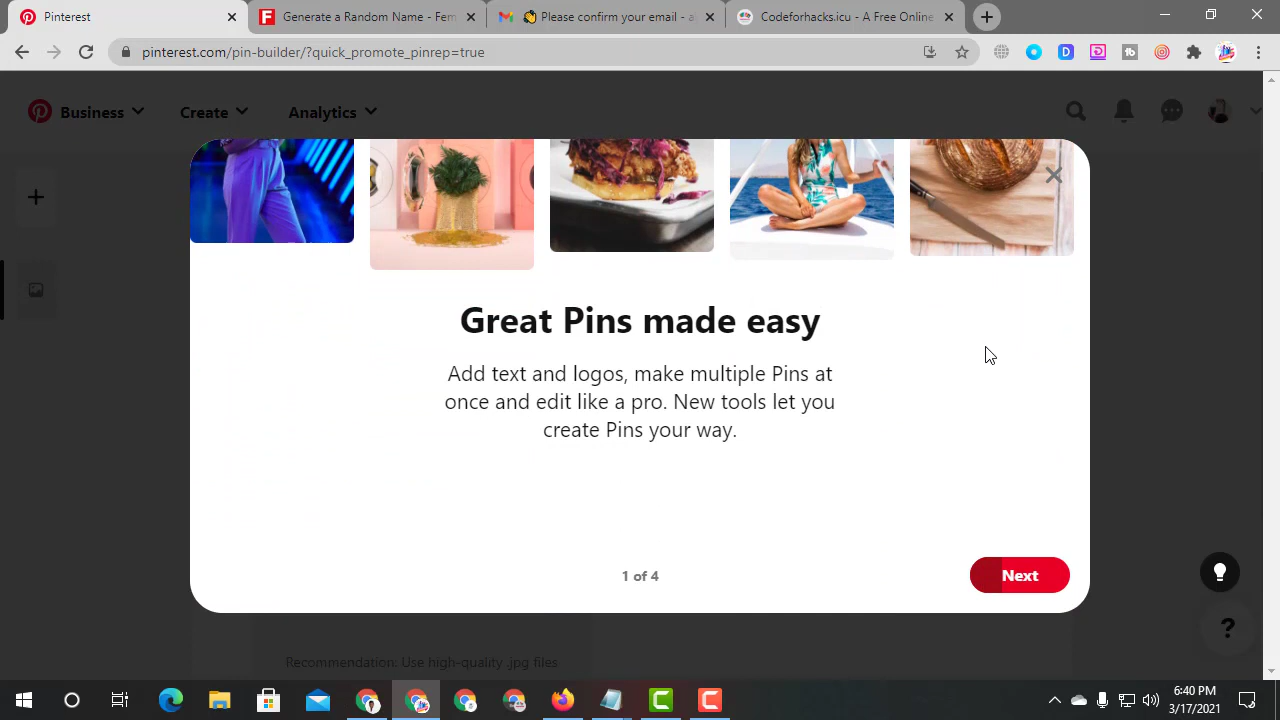 Pinterest
Generate a Random Name - Fem
👋 Please confirm your email - a
Codeforhacks.icu - A Free Online
pinterest.com/pin-builder/?quick_promote_pinrep=true
Business
Create
Analytics
Great Pins made easy
Add text and logos, make multiple Pins at
once and edit like a pro. New tools let you
create Pins your way.
1 of 4
Next
?
Recommendation: Use high-quality .jpg files
6:40 PM
3/17/2021